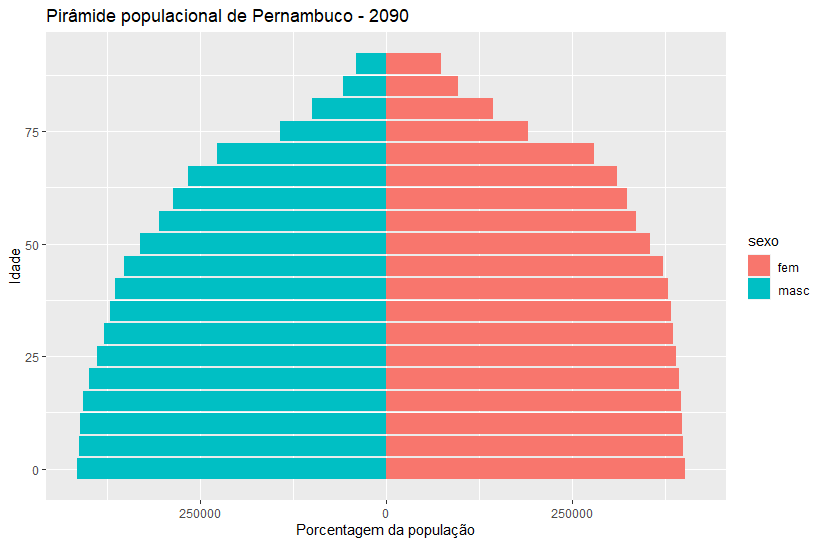 Pirâmide populacional de Pernambuco - 2090
75
50
25
0
Idade
250000
0
250000
Porcentagem da população
sexo
fem
masc